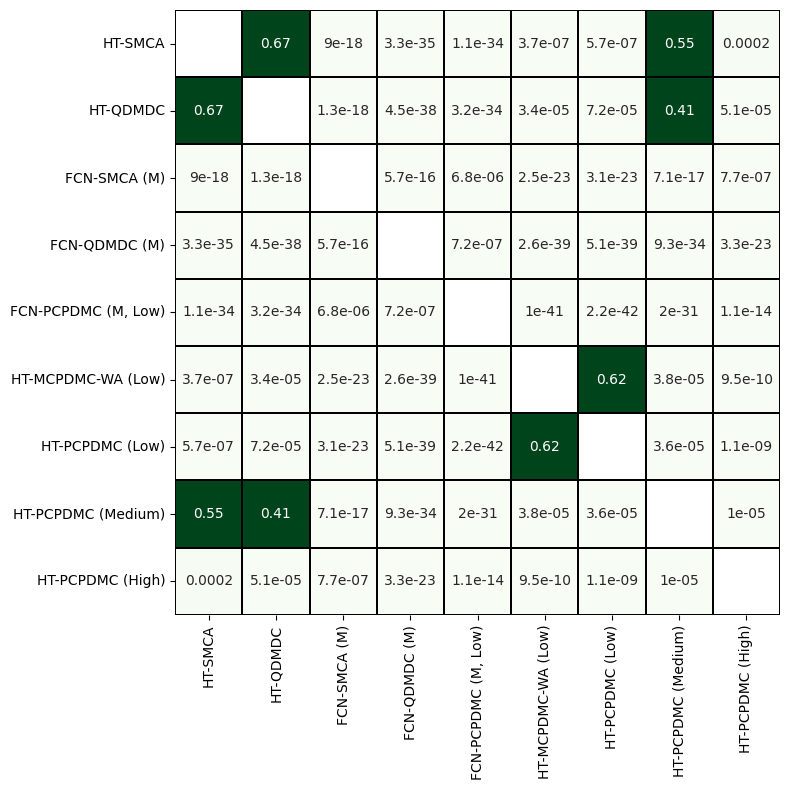 HT-SMCA 0.67 9e-18 3.3e-35 1.1e-34 3.7e-07 5.7e-07 0.55 0.0002
HT-QDMDC 0.67 1.3e-18 4.5e-38 3.2e-34 3.4e-05 7.2e-05 0.41 5.1e-05
FCN-SMCA (M) 9e-18 1.3e-18 5.7e-16 6.8e-06 2.5e-23 3.1e-23 7.1e-17 7.7e-07
FCN-QDMDC (M) 3.3e-35 4.5e-38 5.7e-16 7.2e-07 2.6e-39 5.1e-39 9.3e-34 3.3e-23
FCN-PCPDMC (M, Low) 1.1e-34 3.2e-34 6.8e-06 7.2e-07 1e-41 2.2e-42 2e-31 1.1e-14
HT-MCPDMC-WA (Low) 3.7e-07 3.4e-05 2.5e-23 2.6e-39 1e-41 0.62 3.8e-05 9.5e-10
HT-PCPDMC (Low) 5.7e-07 7.2e-05 3.1e-23 5.1e-39 2.2e-42 0.62 3.6e-05 1.1e-09
HT-PCPDMC (Medium) 0.55 0.41 7.1e-17 9.3e-34 2e-31 3.8e-05 3.6e-05 1e-05
HT-PCPDMC (High) 0.0002 5.1e-05 7.7e-07 3.3e-23 1.1e-14 9.5e-10 1.1e-09 1e-05
HT-SMCA
HT-QDMDC
FCN-SMCA (M)
FCN-QDMDC (M)
FCN-PCPDMC (M, Low)
HT-MCPDMC-WA (Low)
HT-PCPDMC (Low)
HT-PCPDMC (Medium)
HT-PCPDMC (High)